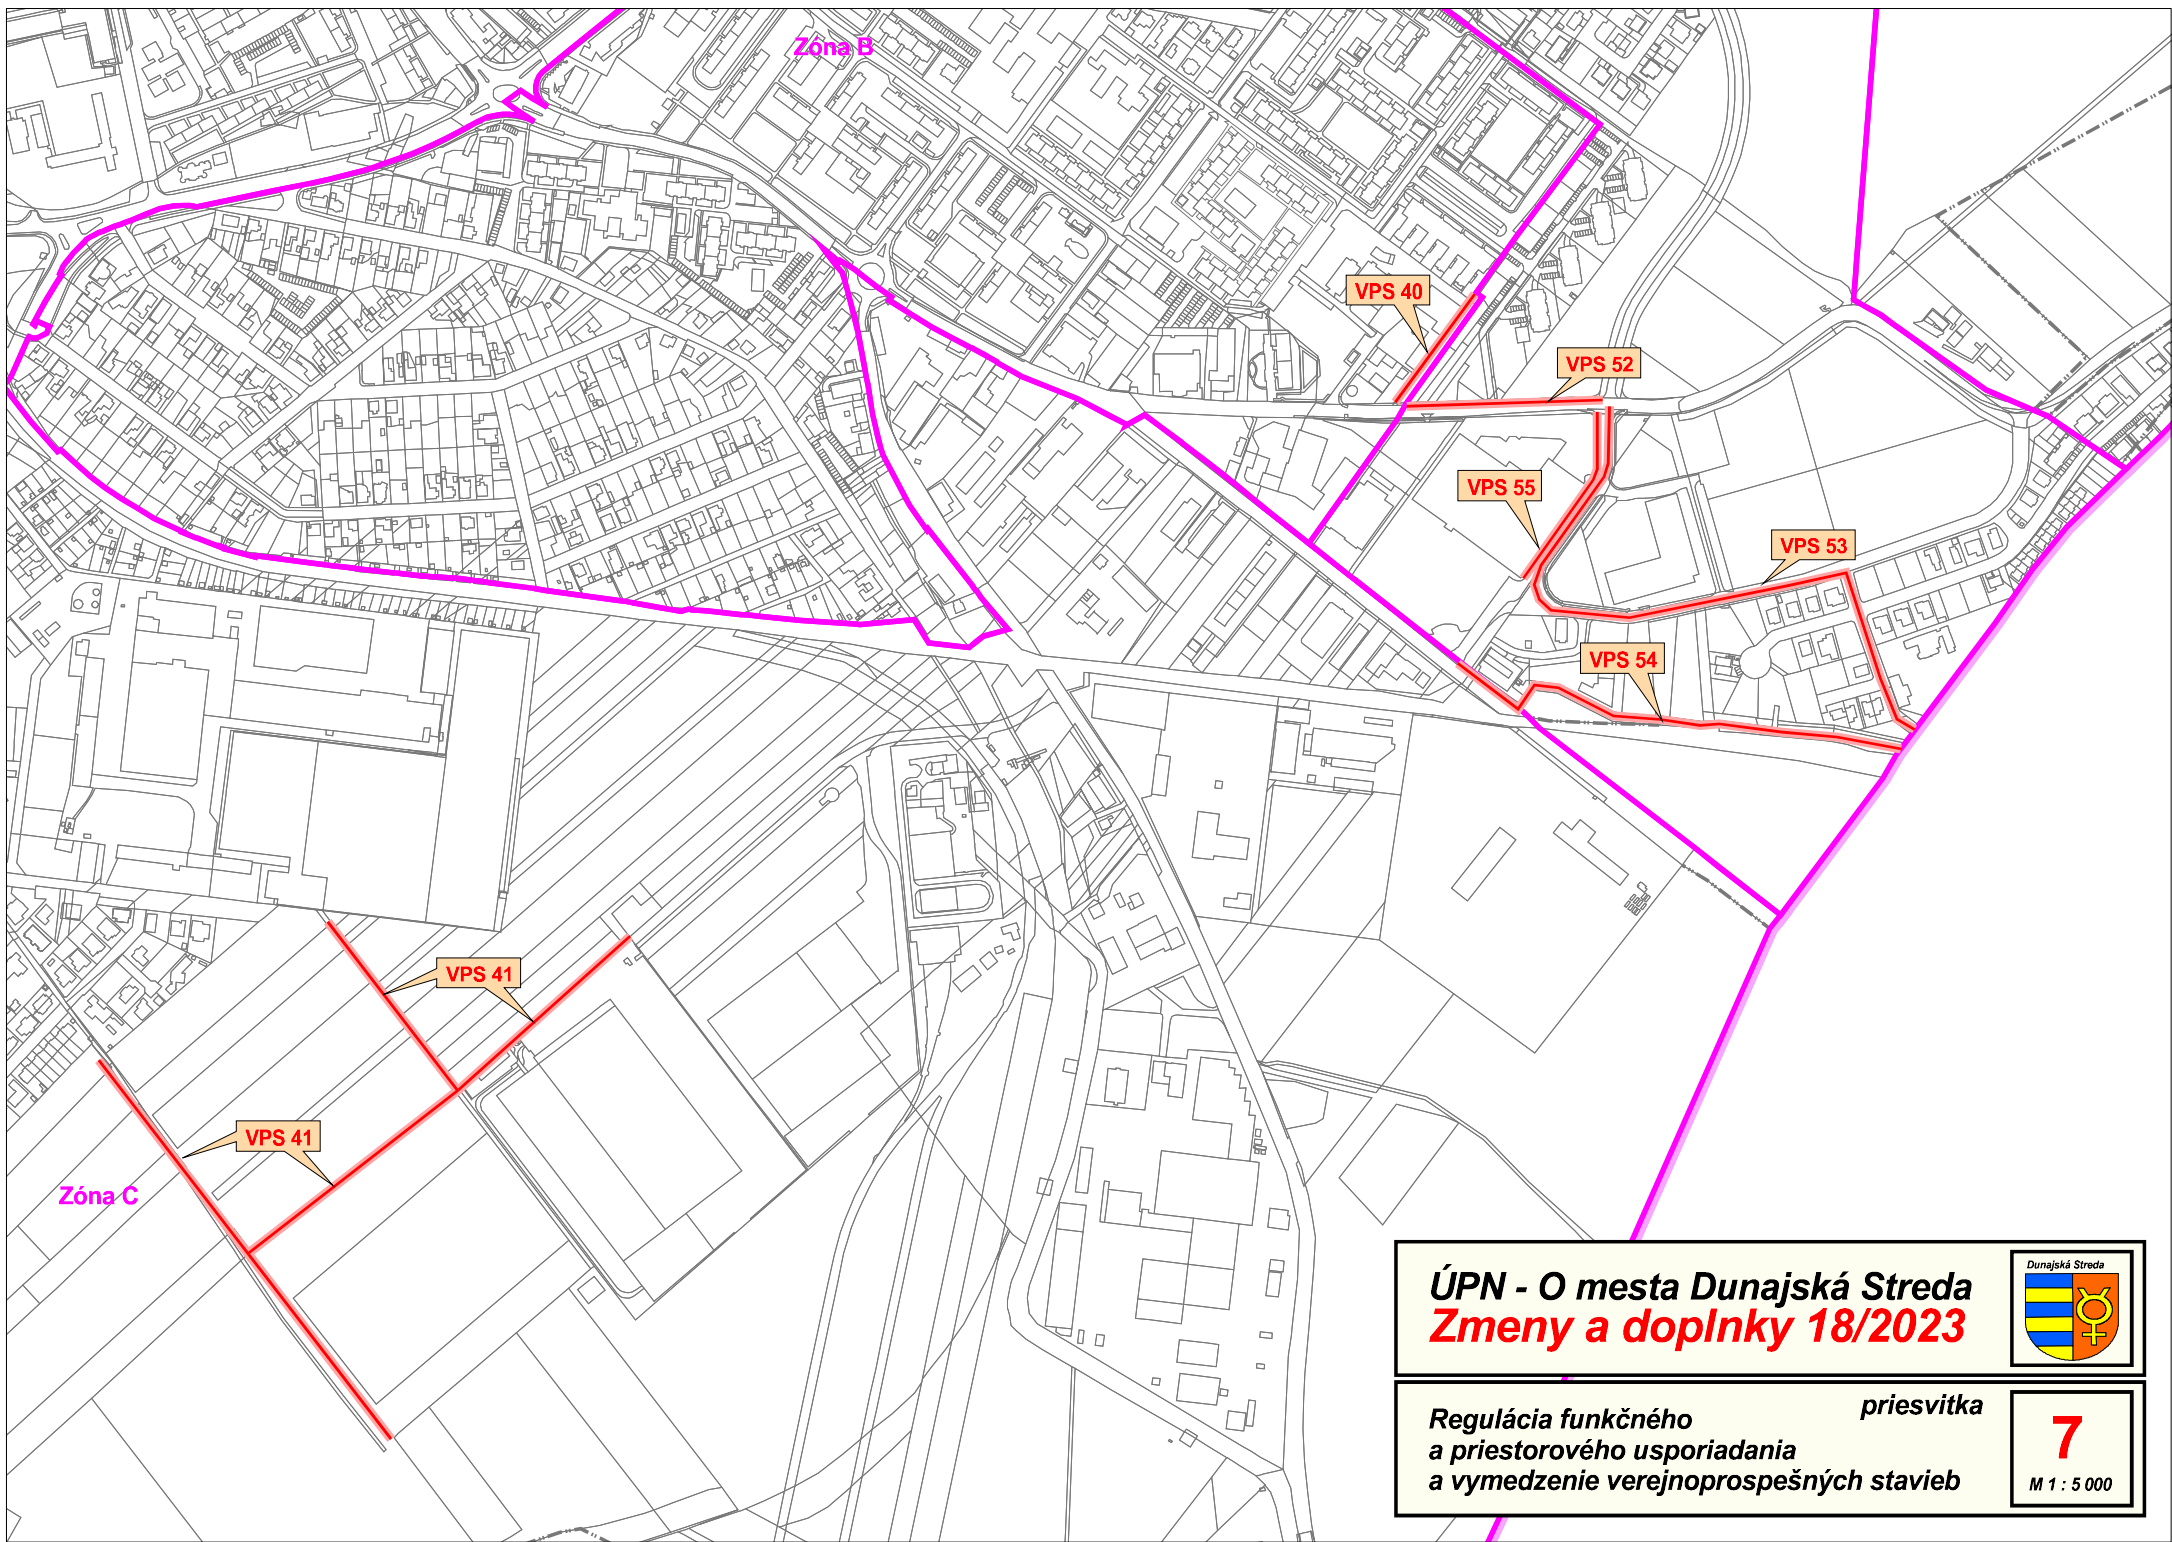 Zóna B
VPS 40
VPS 52
VPS 55
VPS 53
VPS 54
VPS 41
VPS 41
Zóna C
ÚPN - O mesta Dunajská Streda
Zmeny a doplnky 18/2023
Dunajská Streda
priesvitka
Regulácia funkčného
a priestorového usporiadania
a vymedzenie verejnoprospešných stavieb
7
M 1 : 5 000